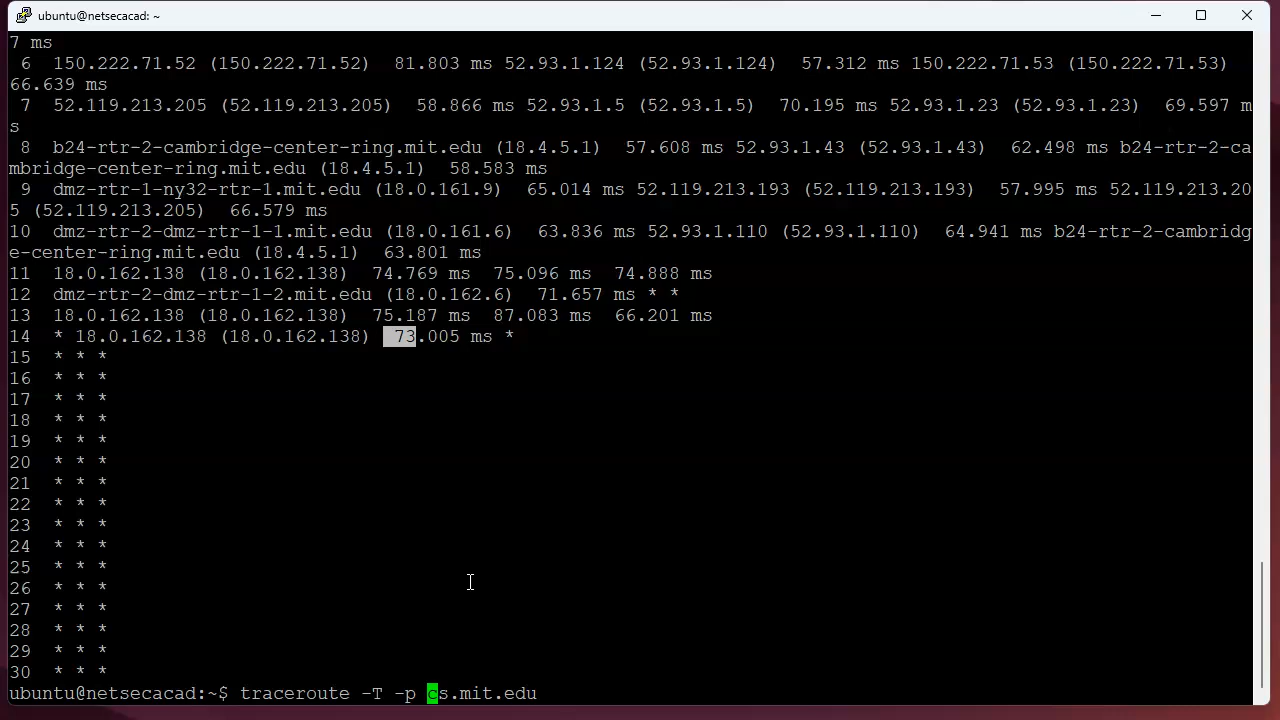 ubuntu@netsecacad: ~
7 ms
6 150.222.71.52 (150.222.71.52) 81.803 ms 52.93.1.124 (52.93.1.124) 57.312 ms 150.222.71.53 (150.222.71.53)
66.639 ms
7 52.119.213.205 (52.119.213.205) 58.866 ms 52.93.1.5 (52.93.1.5) 70.195 ms 52.93.1.23 (52.93.1.23) 69.597 m
s
8 b24-rtr-2-cambridge-center-ring.mit.edu (18.4.5.1) 57.608 ms 52.93.1.43 (52.93.1.43) 62.498 ms b24-rtr-2-ca
mbridge-center-ring.mit.edu (18.4.5.1) 58.583 ms
9 dmz-rtr-1-ny32-rtr-1.mit.edu (18.0.161.9) 65.014 ms 52.119.213.193 (52.119.213.193) 57.995 ms 52.119.213.20
5 (52.119.213.205) 66.579 ms
10 dmz-rtr-2-dmz-rtr-1-1.mit.edu (18.0.161.6) 63.836 ms 52.93.1.110 (52.93.1.110) 64.941 ms b24-rtr-2-cambridg
e-center-ring.mit.edu (18.4.5.1) 63.801 ms
11 18.0.162.138 (18.0.162.138) 74.769 ms 75.096 ms 74.888 ms
12 dmz-rtr-2-dmz-rtr-1-2.mit.edu (18.0.162.6) 71.657 ms * *
13 18.0.162.138 (18.0.162.138) 75.187 ms 87.083 ms 66.201 ms
14 * 18.0.162.138 (18.0.162.138) 73.005 ms *
15 * * *
16 * * *
17 * * *
18 * * *
19 * * *
20 * * *
21 * * *
22 * * *
23 * * *
24 * * *
25 * * *
26 * * *
27 * * *
28 * * *
29 * * *
30 * * *
ubuntu@netsecacad:~$ traceroute -T -p cs.mit.edu